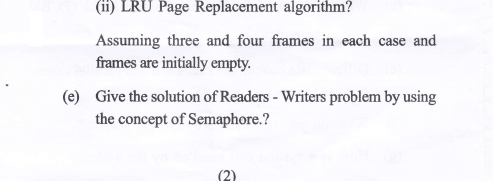 (ii) LRU Page Replacement algorithm?
Assuming three and four frames in each case and
frames are initially empty.
(e) Give the solution of Readers - Writers problem by using
the concept of Semaphore.?
(2)